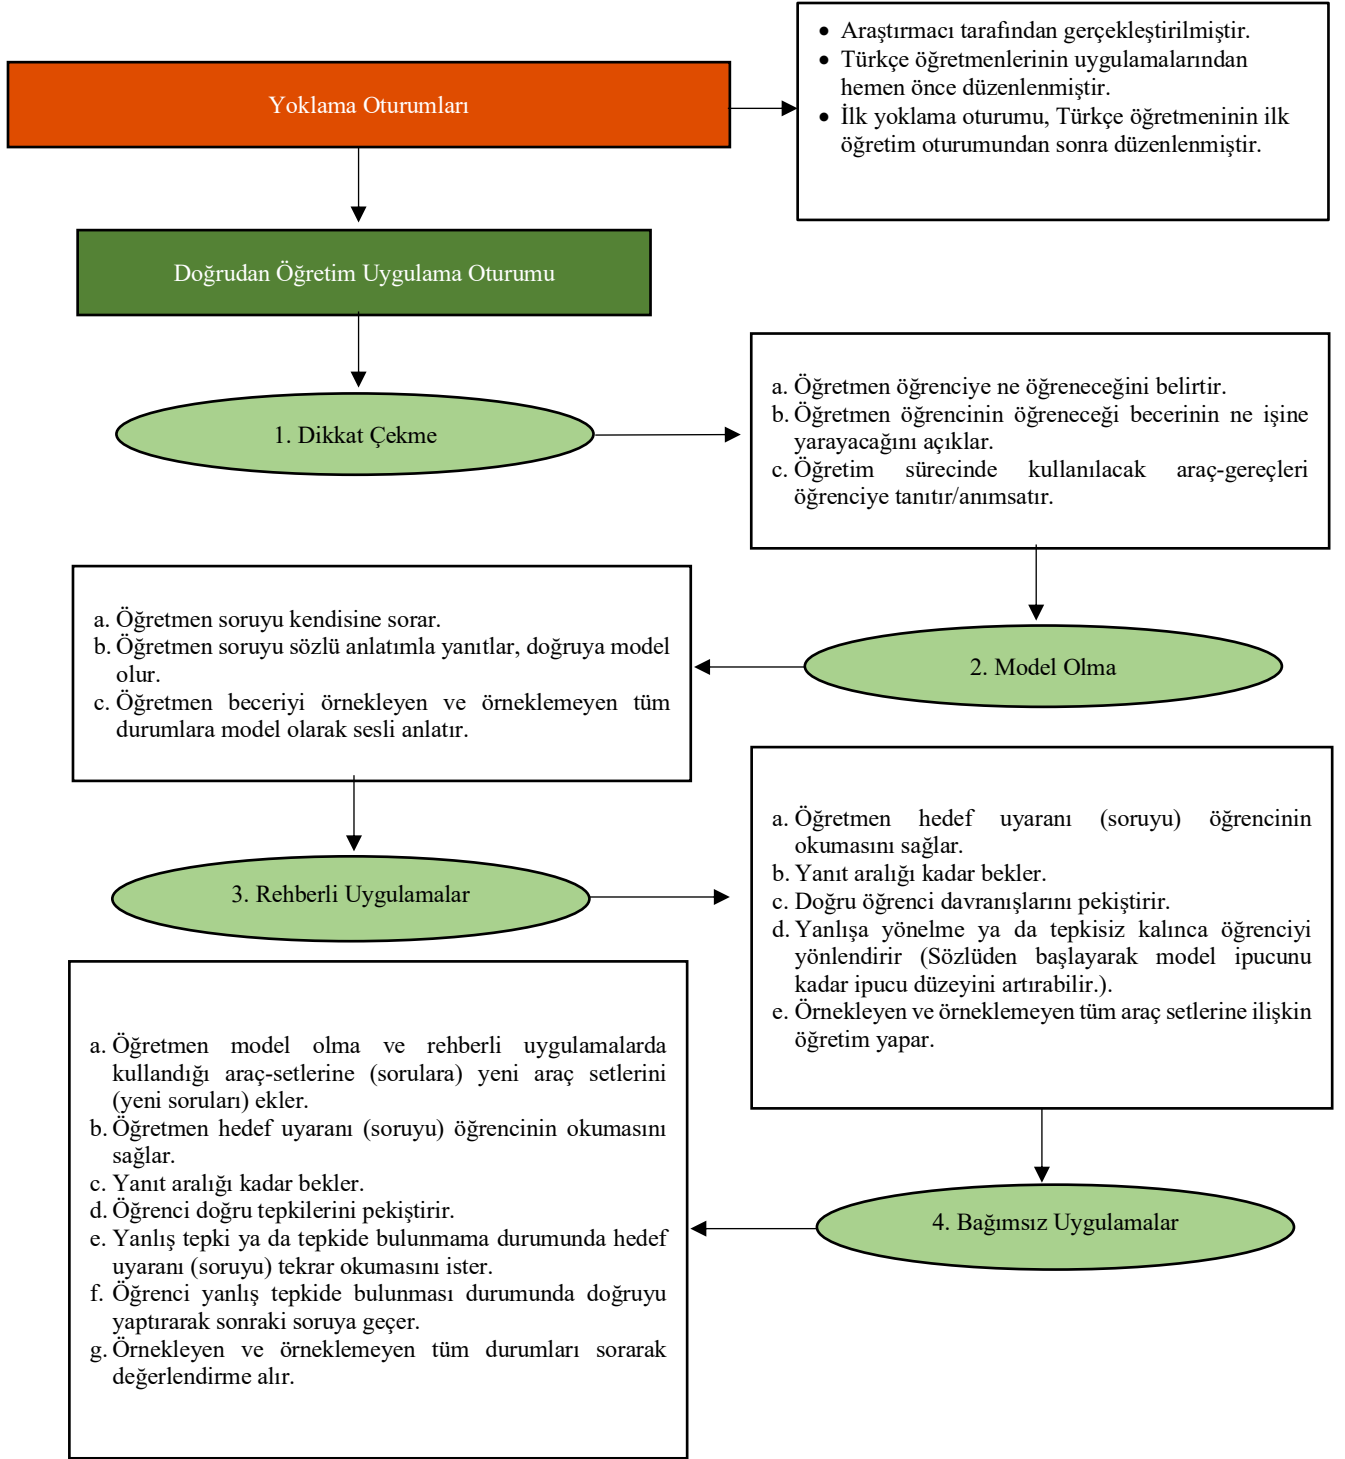 Yoklama Oturumları
• Araştırmacı tarafından gerçekleştirilmiştir.
• Türkçe öğretmenlerinin uygulamalarından
hemen önce düzenlenmiştir.
• İlk yoklama oturumu, Türkçe öğretmeninin ilk
öğretim oturumundan sonra düzenlenmiştir.
Doğrudan Öğretim Uygulama Oturumu
1. Dikkat Çekme
a. Öğretmen öğrenciye ne öğreneceğini belirtir.
b. Öğretmen öğrencinin öğreneceği becerinin ne işine
yarayacağını açıklar.
c. Öğretim sürecinde kullanılacak araç-gereçleri
öğrenciye tanıtır/anımsatır.
2. Model Olma
a. Öğretmen soruyu kendisine sorar.
b. Öğretmen soruyu sözlü anlatımla yanıtlar, doğruya model
olur.
c. Öğretmen beceriyi örnekleyen ve örneklemeyen tüm
durumlara model olarak sesli anlatır.
3. Rehberli Uygulamalar
a. Öğretmen hedef uyaranı (soruyu) öğrencinin
okumasını sağlar.
b. Yanıt aralığı kadar bekler.
c. Doğru öğrenci davranışlarını pekiştirir.
d. Yanlışa yönelme ya da tepkisiz kalınca öğrenciyi
yönlendirir (Sözlüden başlayarak model ipucunu
kadar ipucu düzeyini artırabilir.).
e. Örnekleyen ve örneklemeyen tüm araç setlerine ilişkin
öğretim yapar.
4. Bağımsız Uygulamalar
a. Öğretmen model olma ve rehberli uygulamalarda
kullandığı araç-setlerine (sorulara) yeni araç setlerini
(yeni soruları) ekler.
b. Öğretmen hedef uyaranı (soruyu) öğrencinin okumasını
sağlar.
c. Yanıt aralığı kadar bekler.
d. Öğrenci doğru tepkilerini pekiştirir.
e. Yanlış tepki ya da tepkide bulunmama durumunda hedef
uyaranı (soruyu) tekrar okumasını ister.
f. Öğrenci yanlış tepkide bulunması durumunda doğruyu
yaptırarak sonraki soruya geçer.
g. Örnekleyen ve örneklemeyen tüm durumları sorarak
değerlendirme alır.